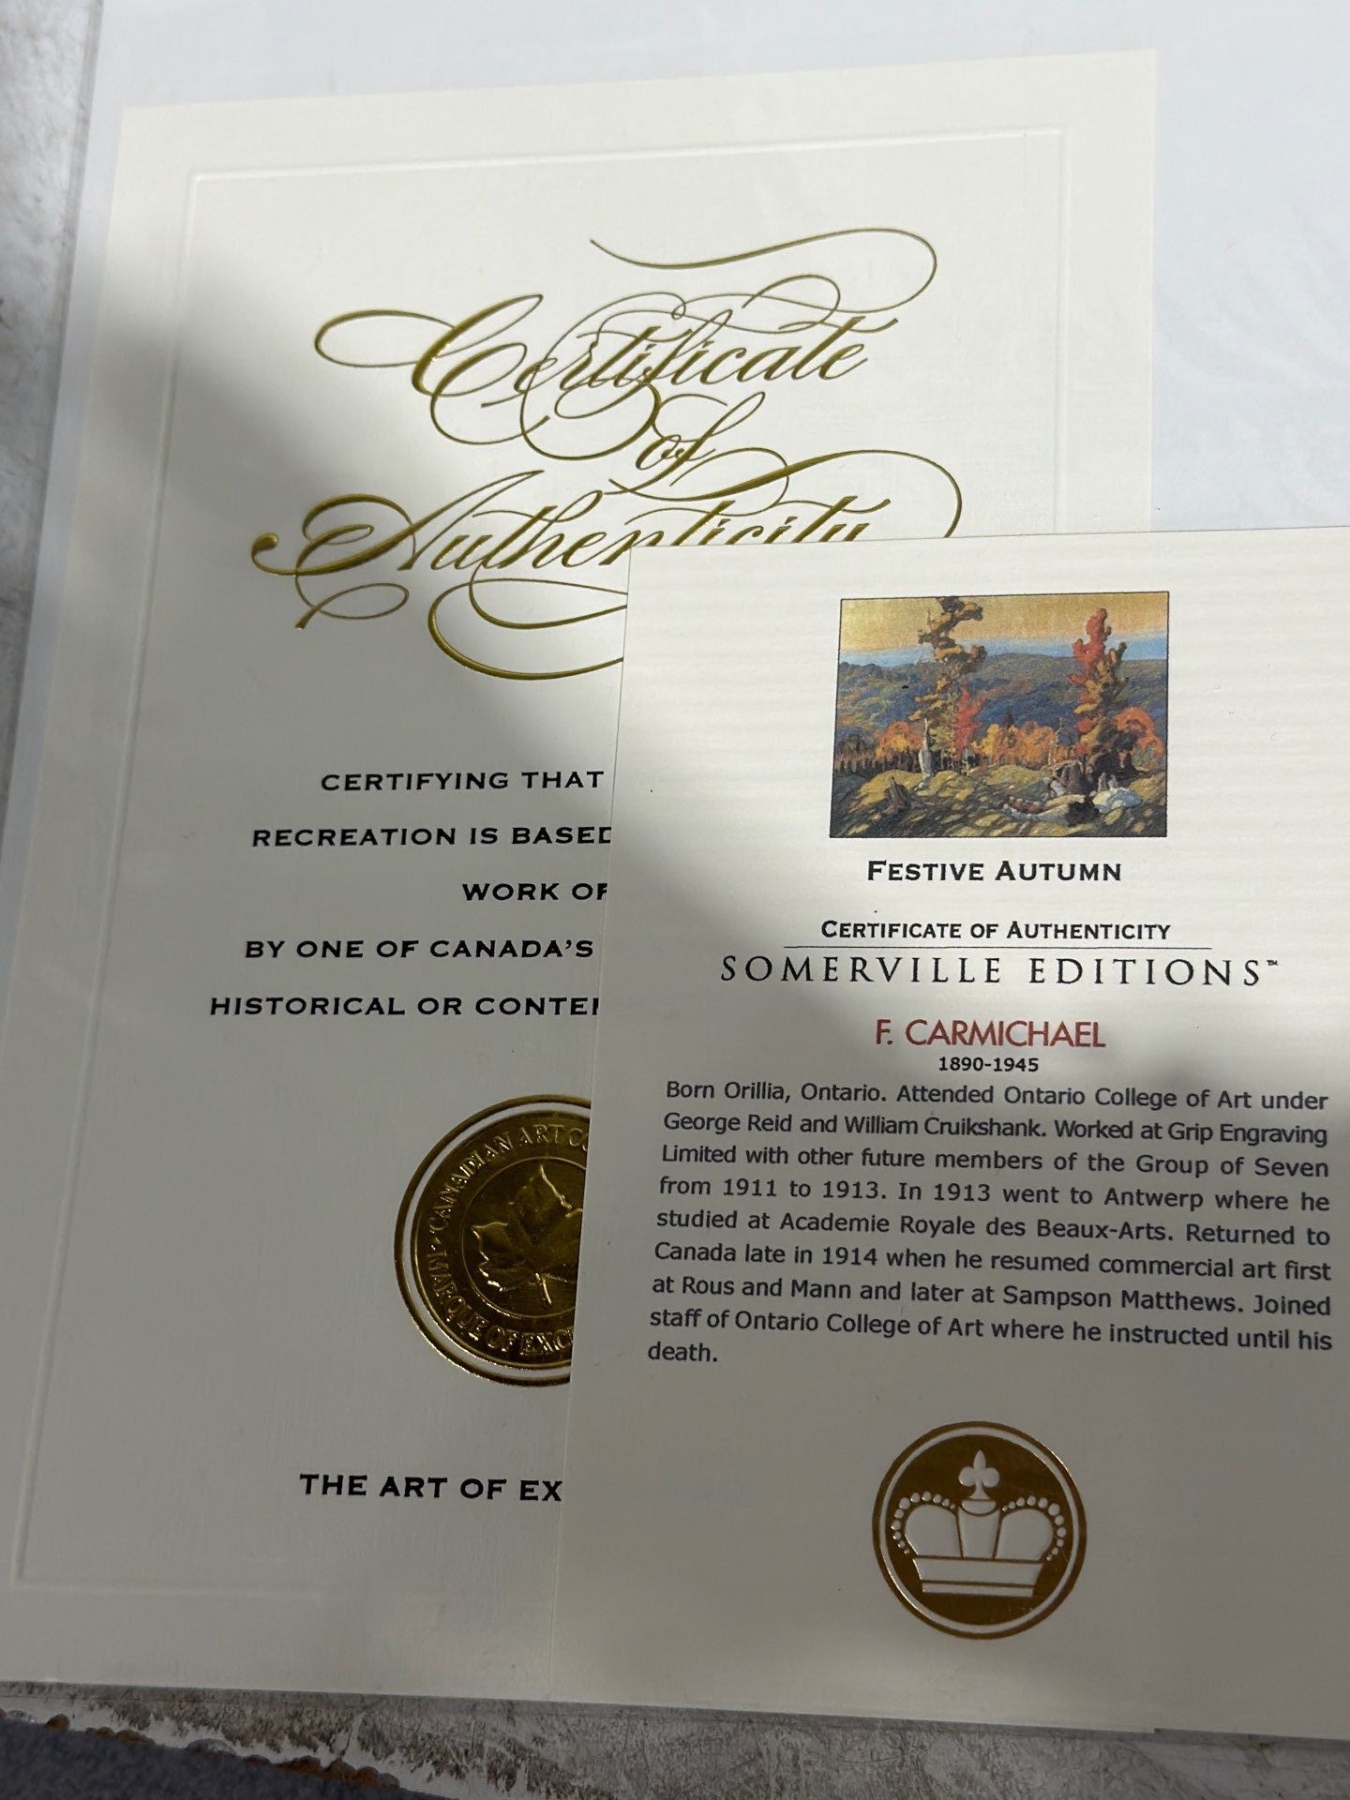 Certificate
of
Authenticity
CERTIFYING THAT
RECREATION IS BASED
WORK OF
BY ONE OF CANADA'S
HISTORICAL OR
CANADIAN ART
MARQUE OF
THE ART OF
FESTIVE AUTUMN
CERTIFICATE OF AUTHENTICITY
SOMERVILLE EDITIONS™
F. CARMICHAEL
1890-1945
Born Orillia, Ontario. Attended Ontario College of Art under
George Reid and William Cruikshank. Worked at Grip Engraving
Limited with other future members of the Group of Seven
from 1911 to 1913. In 1913 went to Antwerp where he
studied at Academie Royale des Beaux-Arts. Returned to
Canada late in 1914 when he resumed commercial art first
at Rous and Mann and later at Sampson Matthews. Joined
staff of Ontario College of Art where he instructed until his
death.